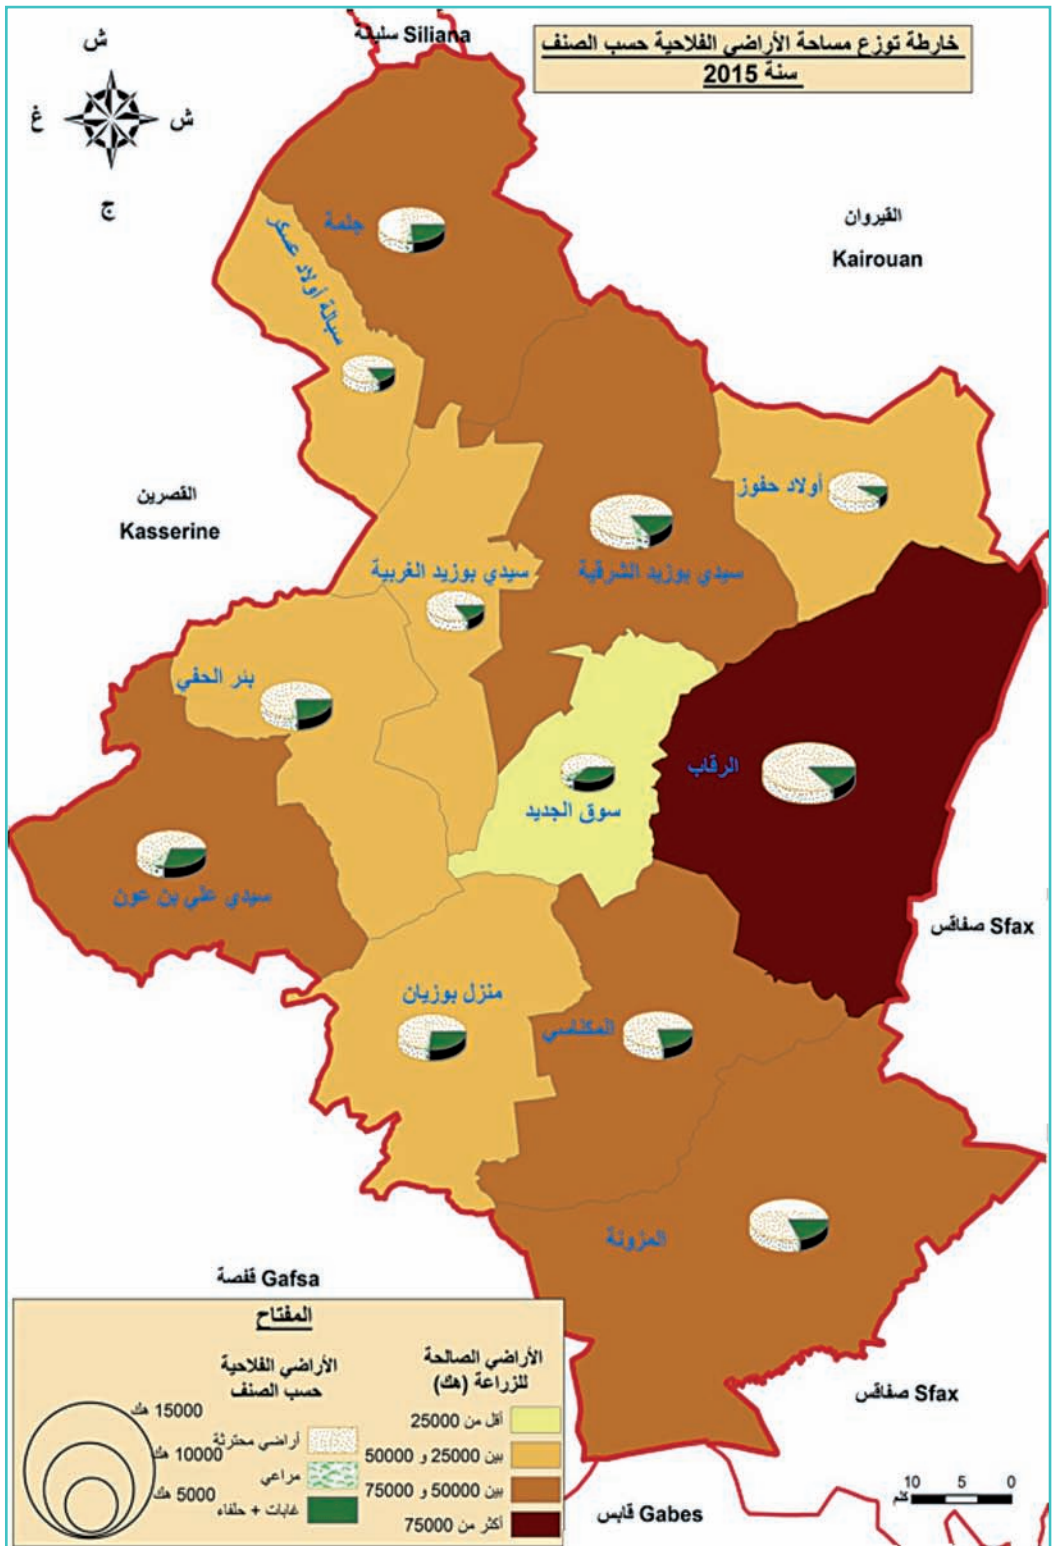 خارطة توزع مساحة الأراضي الفلاحية حسب الصنف
سنة 2015
سليانة Siliana
ش
غ
ش
ج
القيروان
Kairouan
جلمة
سبالة أولاد عسكر
القصرين
Kasserine
أولاد حفوز
سيدي بوزيد الغربية
سيدي بوزيد الشرقية
بئر الحفي
الرقاب
سوق الجديد
سيدي علي بن عون
صفاقس Sfax
منزل بوزيان
المكناسي
المزونة
قفصة Gafsa
صفاقس Sfax
قابس Gabes
المفتاح
الأراضي الصالحة
للزراعة (هك)
أقل من 25000
بين 25000 و 50000
بين 50000 و 75000
أكثر من 75000
الأراضي الفلاحية
حسب الصنف
أراضي محترثة
مراعي
غابات + حلفاء
15000 هك
10000 هك
5000 هك
10 5 0
كلم